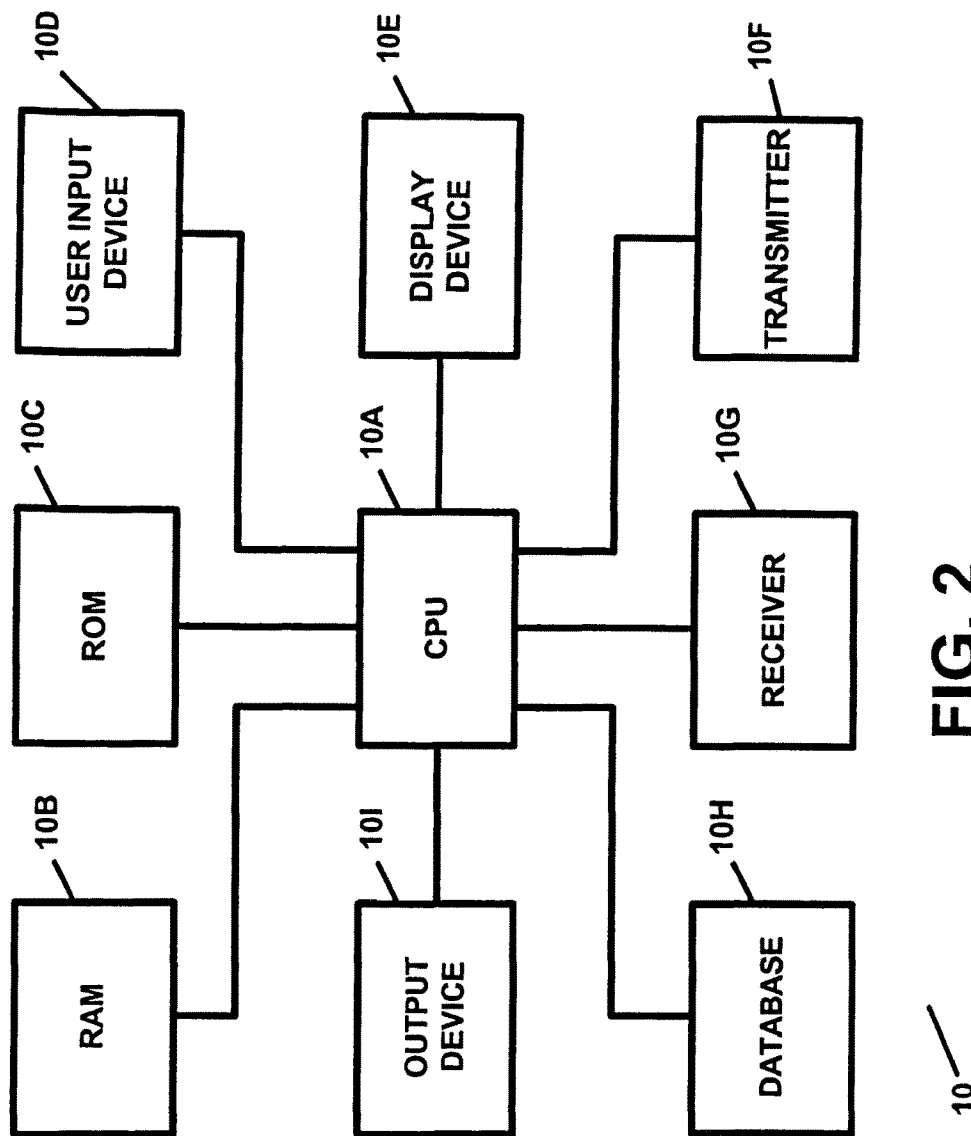 10B
RAM
10C
ROM
10D
USER INPUT
DEVICE
10I
OUTPUT
DEVICE
10A
CPU
10E
DISPLAY
DEVICE
10H
DATABASE
10G
RECEIVER
10F
TRANSMITTER
10
FIG. 2